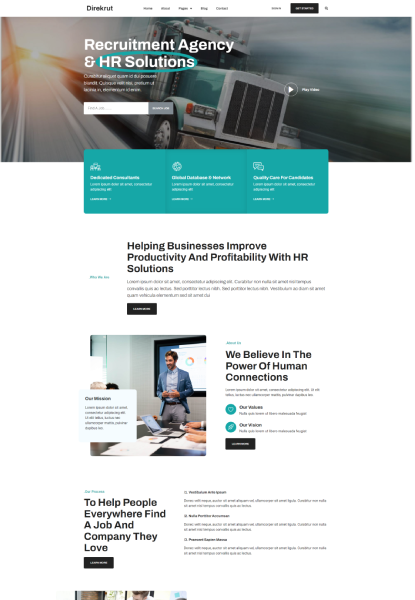 Direkrut
Home About Pages Blog Contact
GET STARTED
Recruitment Agency
& HR Solutions
Curabitur aliquet quam id dui posuere
blandit. Quisque velit nisi, pretium ut
lacinia in, elementum id enim.
Play Video
Dedicated Consultants
Lorem ipsum dolor sit amet, consectetur
adipiscing elit
LEARN MORE
Global Database & Network
Lorem ipsum dolor sit amet, consectetur
adipiscing elit
LEARN MORE
Quality Care For Candidates
Lorem ipsum dolor sit amet, consectetur
adipiscing elit
LEARN MORE
Who We Are
Helping Businesses Improve
Productivity And Profitability With HR
Solutions
Lorem ipsum dolor sit amet, consectetur adipiscing elit. Curabitur non nulla sit amet nisl tempus
convallis quis ac lectus. Sed porttitor lectus nibh. Sed porttitor lectus nibh. Vestibulum ac diam sit amet
quam vehicula elementum sed sit amet dui
LEARN MORE
Our Mission
Lorem ipsum dolor sit amet,
consectetur adipiscing elit.
Ut elit tellus, luctus nec
ullamcorper mattis, pulvinar
dapibus leo.
About Us
We Believe In The
Power Of Human
Connections
Lorem ipsum dolor sit amet, consectetur adipiscing elit. Ut elit
tellus, luctus nec ullamcorper mattis, pulvinar dapibus leo.
Our Values
Nulla quis lorem ut libero malesuada feugiat
Our Vision
Nulla quis lorem ut libero malesuada feugiat
LEARN MORE
Our Process
To Help People
Everywhere Find
A Job And
Company They
Love
LEARN MORE
01. Vestibulum Ante Ipsum
Donec velit neque, auctor sit amet aliquam vel, ullamcorper sit amet ligula. Curabitur non nulla
sit amet nisl tempus convallis quis ac lectus.
02. Nulla Porttitor Accumsan
Donec velit neque, auctor sit amet aliquam vel, ullamcorper sit amet ligula. Curabitur non nulla
sit amet nisl tempus convallis quis ac lectus.
03. Praesent Sapien Massa
Donec velit neque, auctor sit amet aliquam vel, ullamcorper sit amet ligula. Curabitur non nulla
sit amet nisl tempus convallis quis ac lectus.